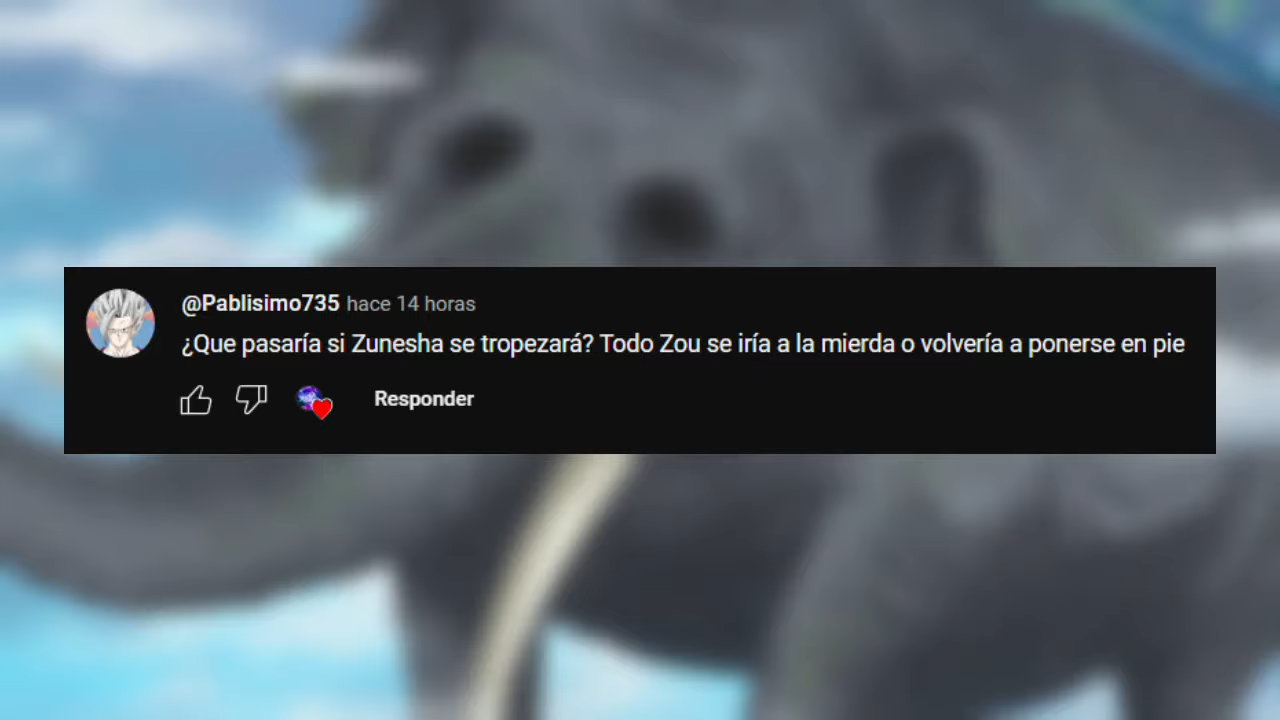 @Pablisimo735 hace 14 horas
¿Que pasaría si Zunesha se tropezará? Todo Zou se iría a la mierda o volvería a ponerse en pie
Responder